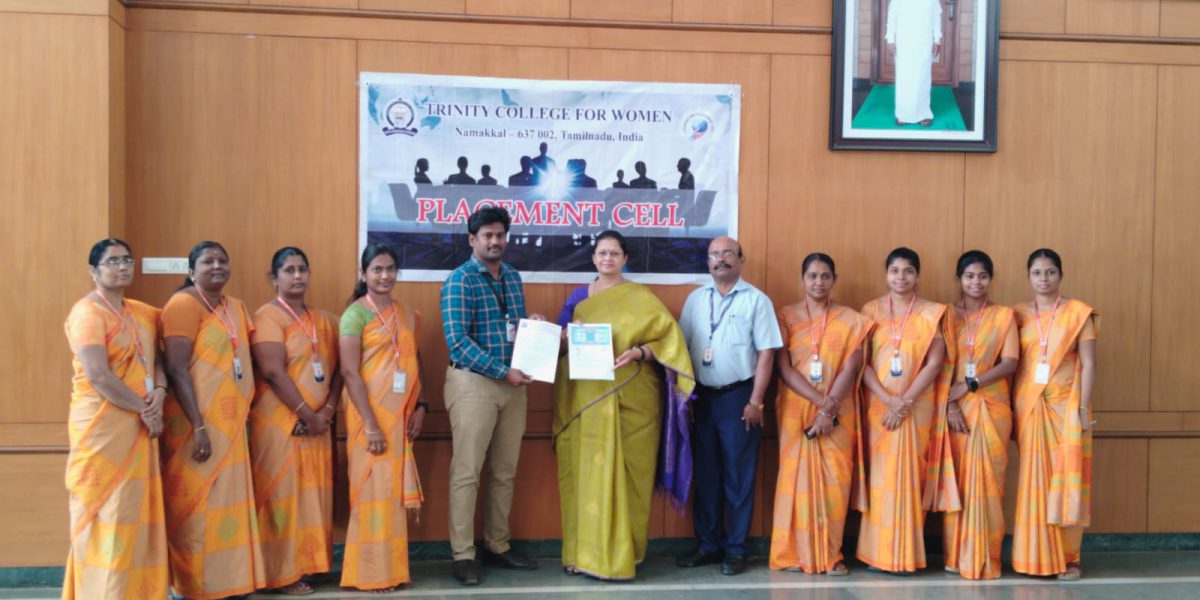 TRINITY COLLEGE FOR WOMEN
Namakkal – 637 002, Tamilnadu, India
PLACEMENT CELL